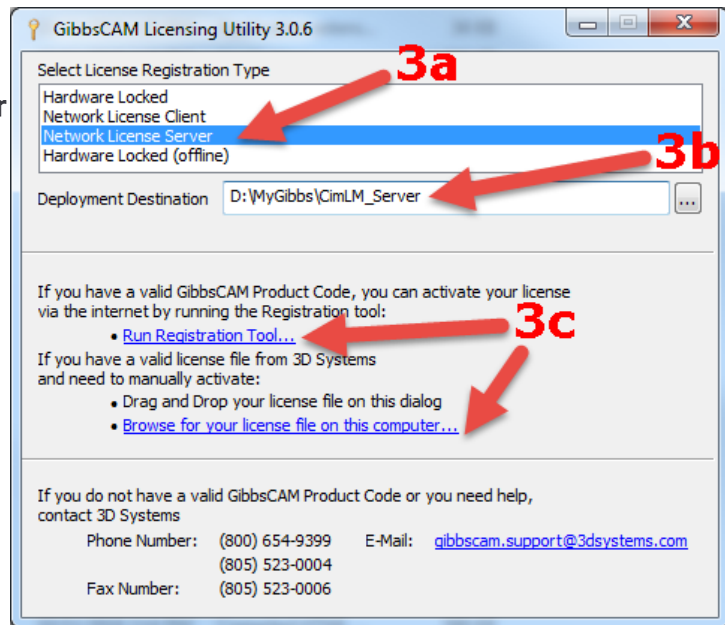 GibbsCAM Licensing Utility 3.0.6
Select License Registration Type
3a
r
Hardware Locked
Network License Client
Network License Server
Hardware Locked (offline)
3b
Deployment Destination D:\MyGibbs\CimLM_Server ...
If you have a valid GibbsCAM Product Code, you can activate your license
via the internet by running the Registration tool:
3c
• Run Registration Tool...
If you have a valid license file from 3D Systems
and need to manually activate:
• Drag and Drop your license file on this dialog
• Browse for your license file on this computer...
If you do not have a valid GibbsCAM Product Code or you need help,
contact 3D Systems
Phone Number: (800) 654-9399 E-Mail: gibbscam.support@3dsystems.com
(805) 523-0004
Fax Number: (805) 523-0006